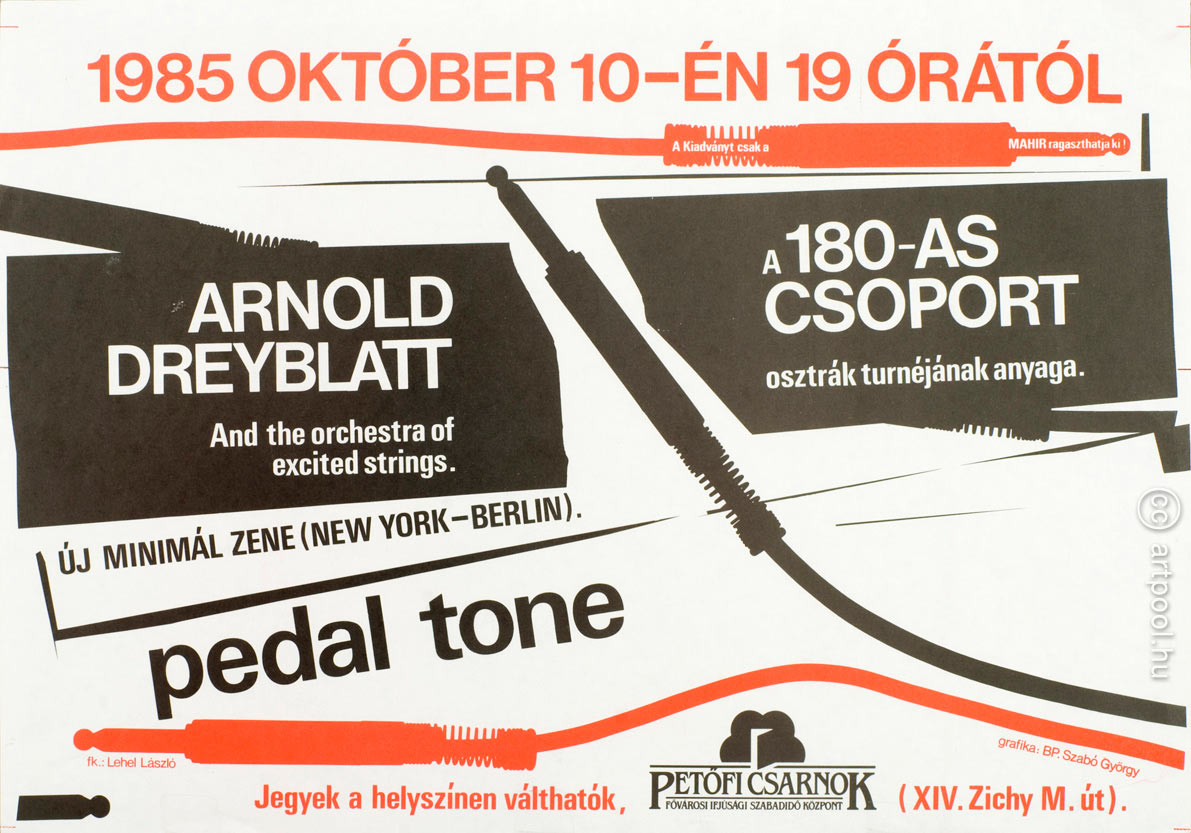 1985 OKTÓBER 10–ÉN 19 ÓRÁTÓL
A Kiadványt csak a MAHIR ragaszthatja ki!
ARNOLD
DREYBLATT
And the orchestra of
excited strings.
A 180-AS
CSOPORT
osztrák turnéjának anyaga.
ÚJ MINIMÁL ZENE (NEW YORK–BERLIN).
pedal tone
fk.: Lehel László
grafika: BP. Szabó György
Jegyek a helyszínen válthatók,
PETŐFI CSARNOK
FŐVÁROSI IFJÚSÁGI SZABADIDŐ KÖZPONT
(XIV. Zichy M. út).
cc artpool.hu